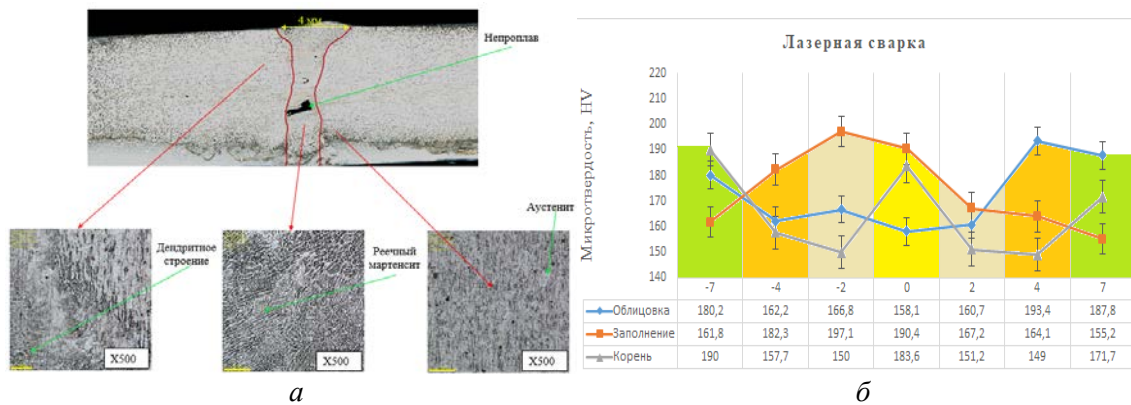 4 мм
Непроплав
Аустенит
Дендритное
строение
Реечный
мартенсит
X500
X500
X500
а
Лазерная сварка
Микротвердость, HV
220
210
200
190
180
170
160
150
140
-7 -4 -2 0 2 4 7
Облицовка 180,2 162,2 166,8 158,1 160,7 193,4 187,8
Заполнение 161,8 182,3 197,1 190,4 167,2 164,1 155,2
Корень 190 157,7 150 183,6 151,2 149 171,7
б